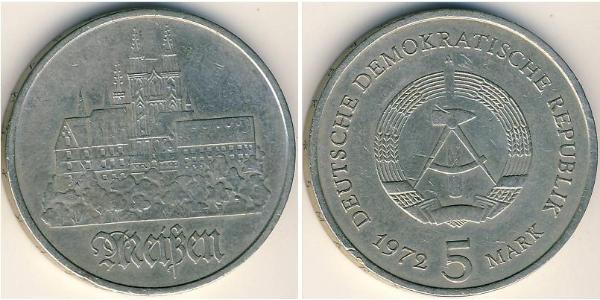 Meißen
DEUTSCHE DEMOKRATISCHE REPUBLIK
1972 5 MARK